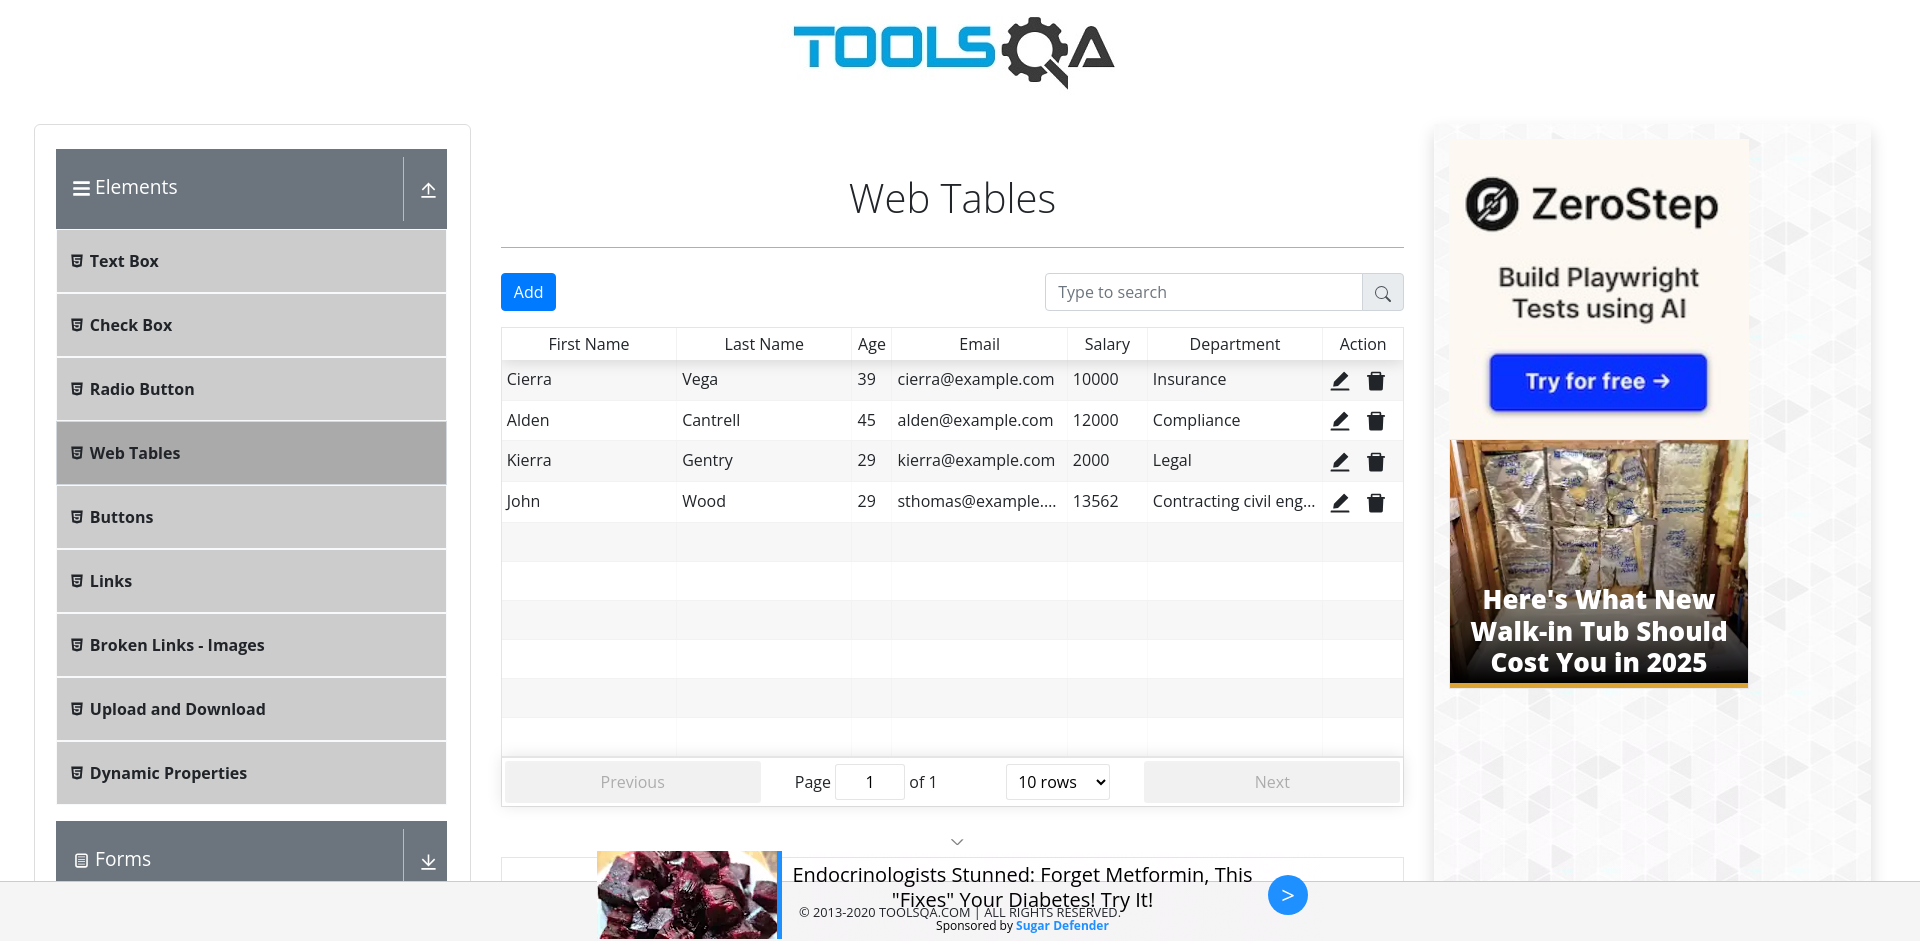 TOOLSQA
Elements
Text Box
Check Box
Radio Button
Web Tables
Buttons
Links
Broken Links - Images
Upload and Download
Dynamic Properties
Forms
Web Tables
Add
Type to search
First Name Last Name Age Email Salary Department Action
Cierra Vega 39 cierra@example.com 10000 Insurance
Alden Cantrell 45 alden@example.com 12000 Compliance
Kierra Gentry 29 kierra@example.com 2000 Legal
John Wood 29 sthomas@example.... 13562 Contracting civil eng...
Previous Page 1 of 1 10 rows Next
ZeroStep
Build Playwright
Tests using AI
Try for free →
Here's What New
Walk-in Tub Should
Cost You in 2025
Endocrinologists Stunned: Forget Metformin, This
"Fixes" Your Diabetes! Try It!
>
© 2013-2020 TOOLSQA.COM | ALL RIGHTS RESERVED.
Sponsored by Sugar Defender